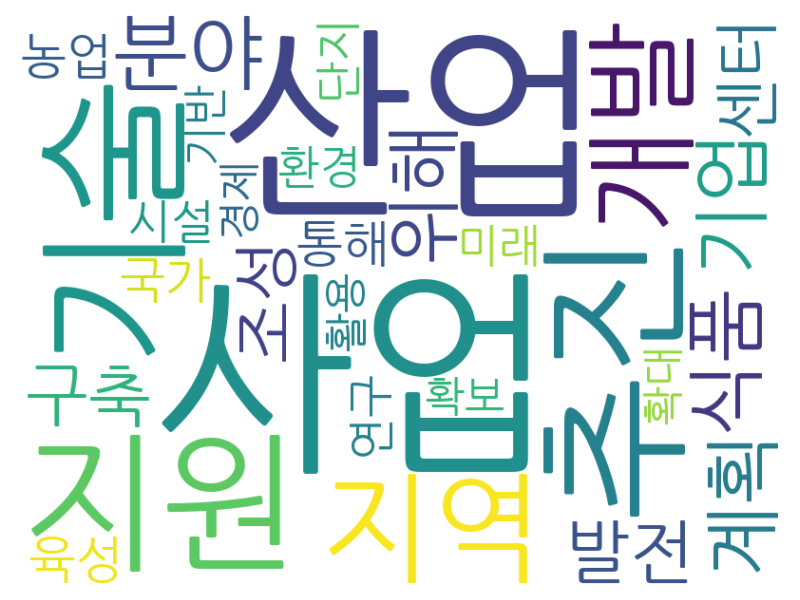 농업
분야
단지
산업
개발
센터
기술
기반
환경
위해
기업
시설
경제
통해
미래
국가
조성
활용
사업
추진
식품
구축
연구
확보
확대
지원
지역
계획
육성
발전